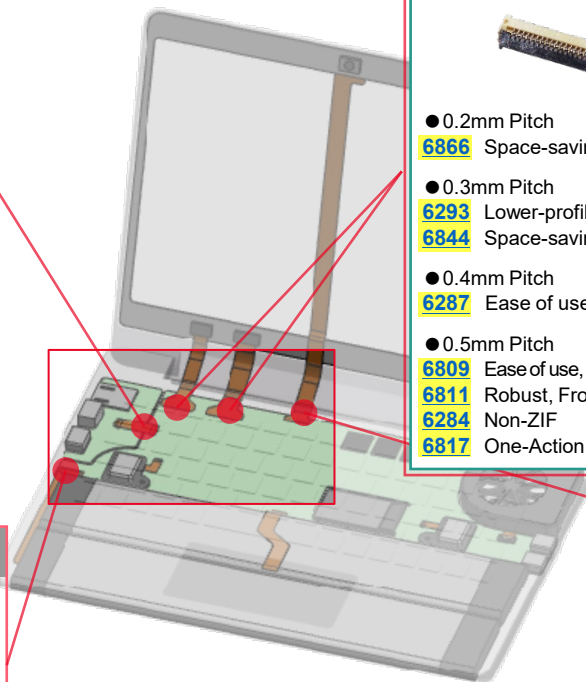 ●0.2mm Pitch
6866 Space-savin
●0.3mm Pitch
6293 Lower-profil
6844 Space-savin
●0.4mm Pitch
6287 Ease of use
●0.5mm Pitch
6809 Ease of use,
6811 Robust, Fro
6284 Non-ZIF
6817 One-Action